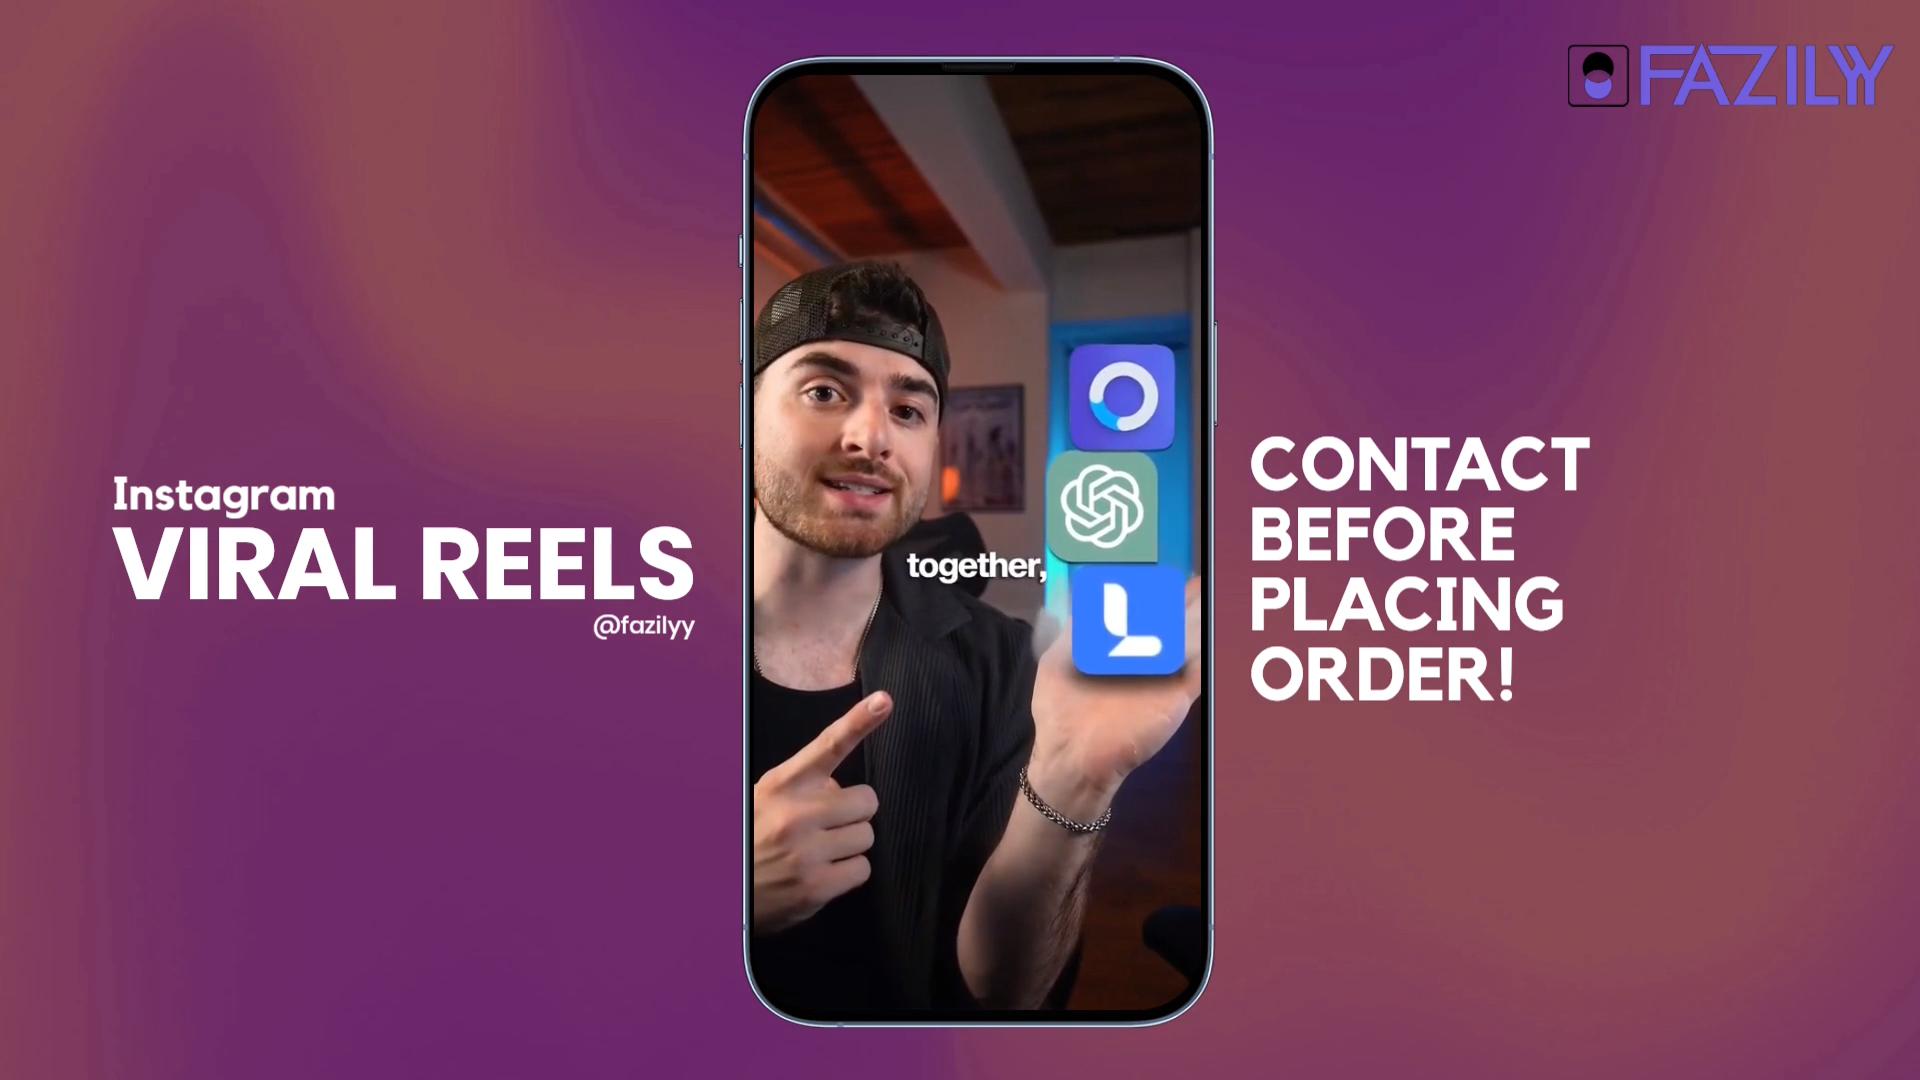 FAZILYY
Instagram
VIRAL REELS
@fazilyy
together,
CONTACT
BEFORE
PLACING
ORDER!